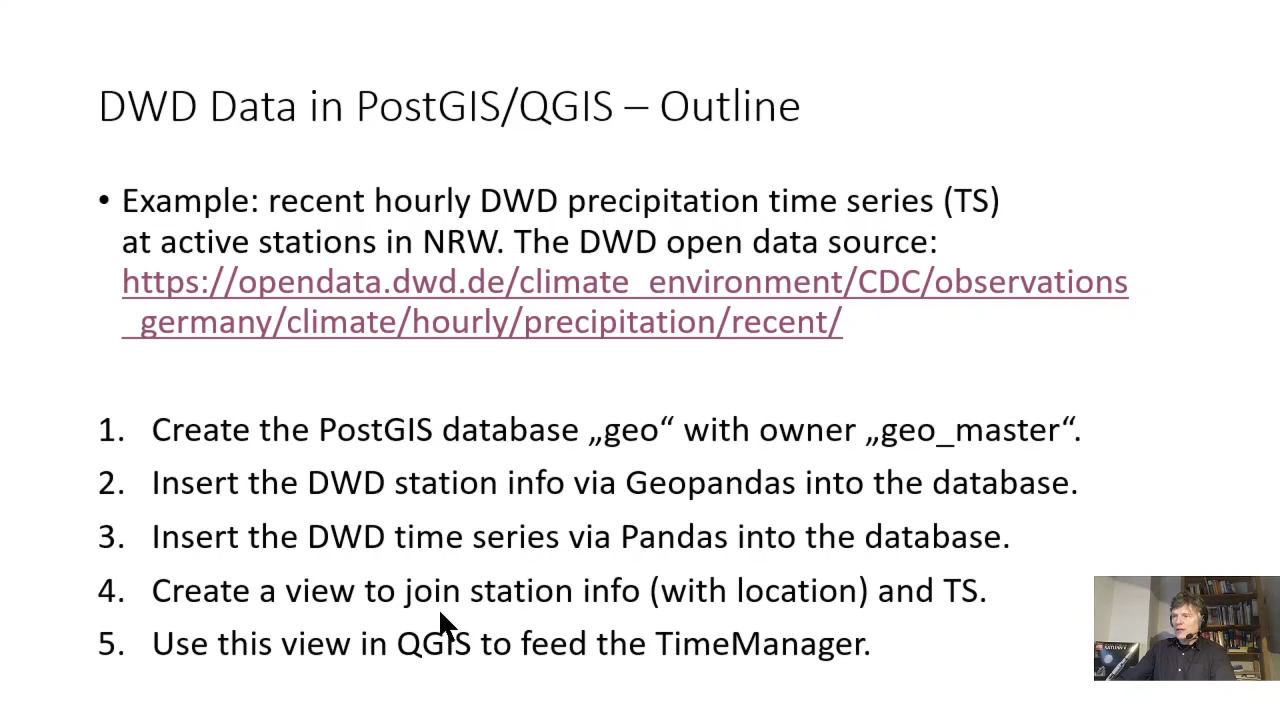 DWD Data in PostGIS/QGIS – Outline
• Example: recent hourly DWD precipitation time series (TS)
at active stations in NRW. The DWD open data source:
https://opendata.dwd.de/climate_environment/CDC/observations
_germany/climate/hourly/precipitation/recent/
1. Create the PostGIS database „geo“ with owner „geo_master“.
2. Insert the DWD station info via Geopandas into the database.
3. Insert the DWD time series via Pandas into the database.
4. Create a view to join station info (with location) and TS.
5. Use this view in QGIS to feed the TimeManager.